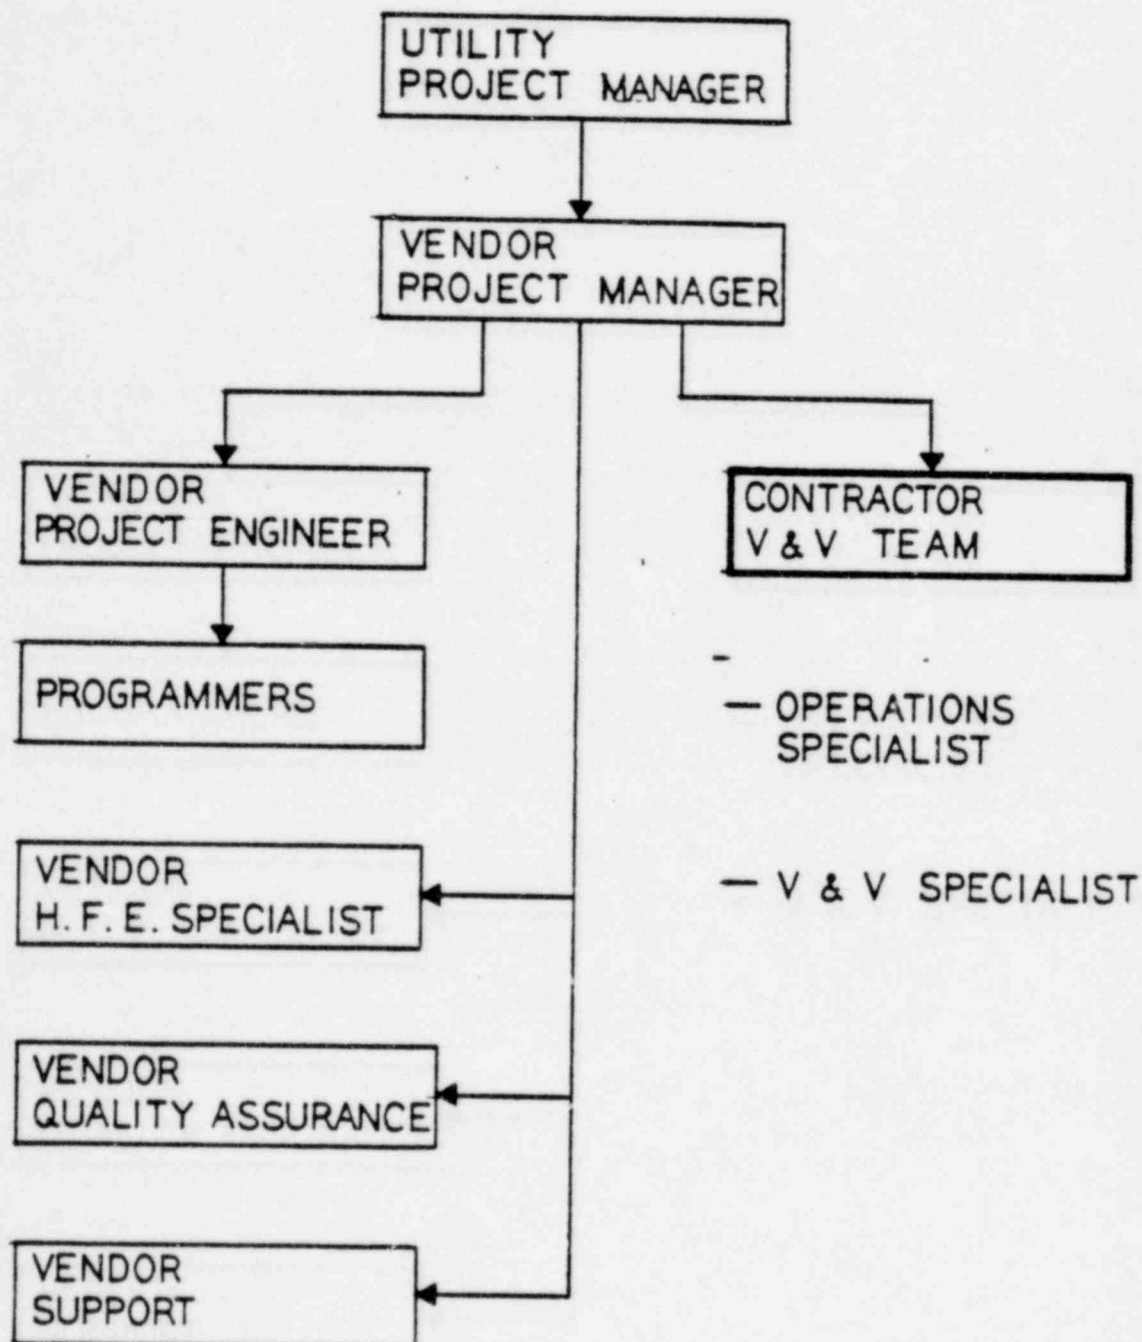 UTILITY
PROJECT MANAGER
VENDOR
PROJECT MANAGER
VENDOR
PROJECT ENGINEER
CONTRACTOR
V & V TEAM
PROGRAMMERS
— OPERATIONS
SPECIALIST
VENDOR
H. F. E. SPECIALIST
— V & V SPECIALIST
VENDOR
QUALITY ASSURANCE
VENDOR
SUPPORT